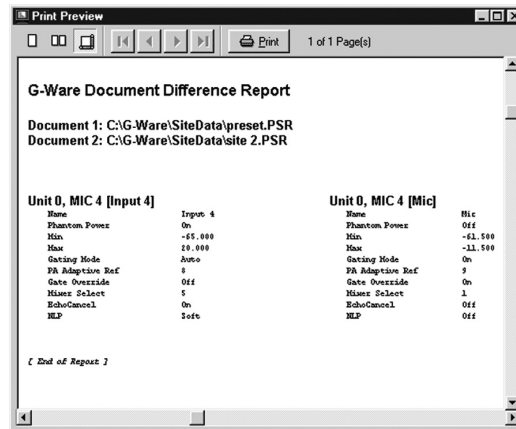 Print Preview
Print
1 of 1 Page(s)
G-Ware Document Difference Report
Document 1: C:\G-Ware\SiteData\preset.PSR
Document 2: C:\G-Ware\SiteData\site 2.PSR
Unit 0, MIC 4 [Input 4]
Name Input 4
Phantom Power On
Min -65.000
Max 20.000
Gating Mode Auto
PA Adaptive Ref 8
Gate Override Off
Mixer Select 5
EchoCancel On
NLP Soft
Unit 0, MIC 4 [Mic]
Name Mic
Phantom Power Off
Min -61.500
Max -11.500
Gating Mode On
PA Adaptive Ref 9
Gate Override On
Mixer Select 1
EchoCancel Off
NLP Off
[ End of Report ]